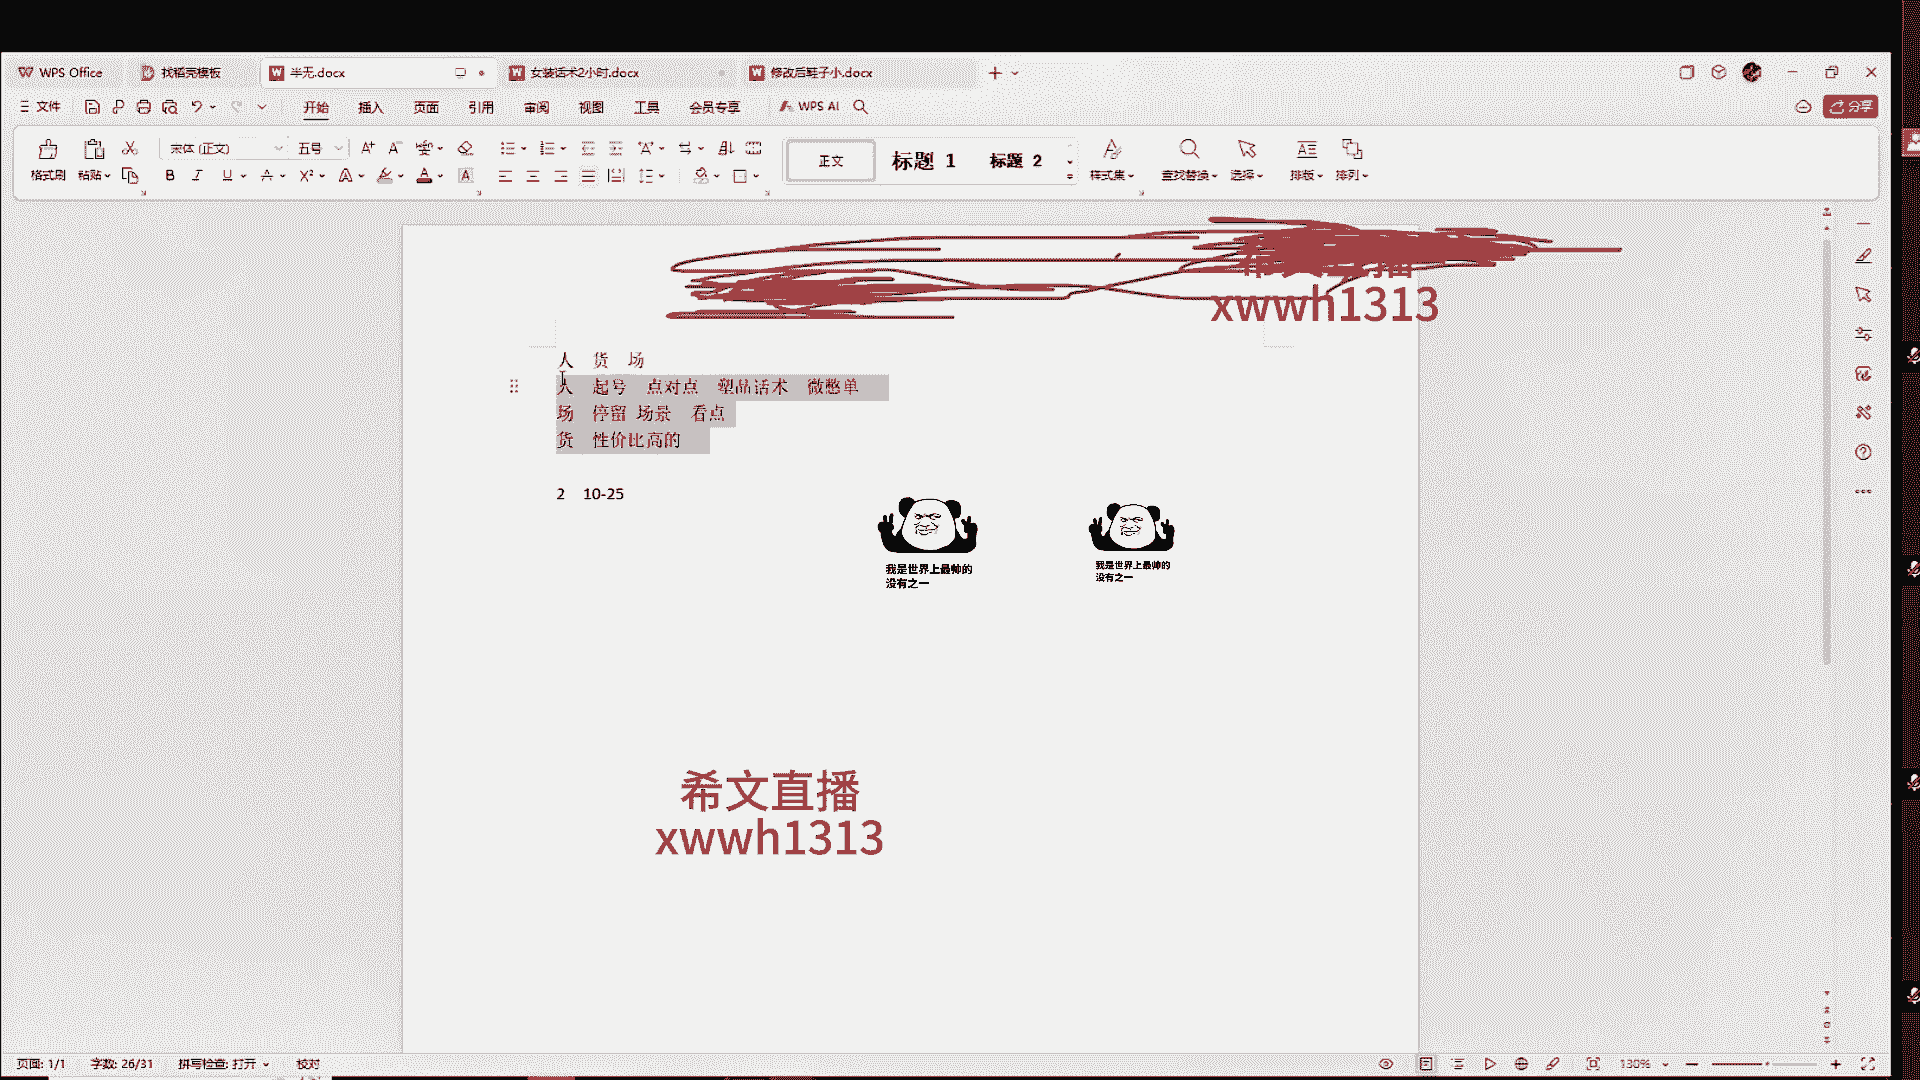 WPS Office
找稻壳模板
半无.docx
女装话术2小时.docx
修改后鞋子小.docx
文件
开始
插入
页面
引用
审阅
视图
工具
会员专享
WPS AI
分享
格式刷
粘贴
宋体 (正文)
五号
正文
标题 1
标题 2
样式集
查找替换
选择
排版
排列
xwwh1313
人 货 场
人 起号 点对点 塑品话术 微憋单
场 停留 场景 看点
货 性价比高的
2 10-25
我是世界上最帅的
没有之一
我是世界上最帅的
没有之一
希文直播
xwwh1313
页面: 1/1
字数: 26/31
拼写检查: 打开
校对
130%